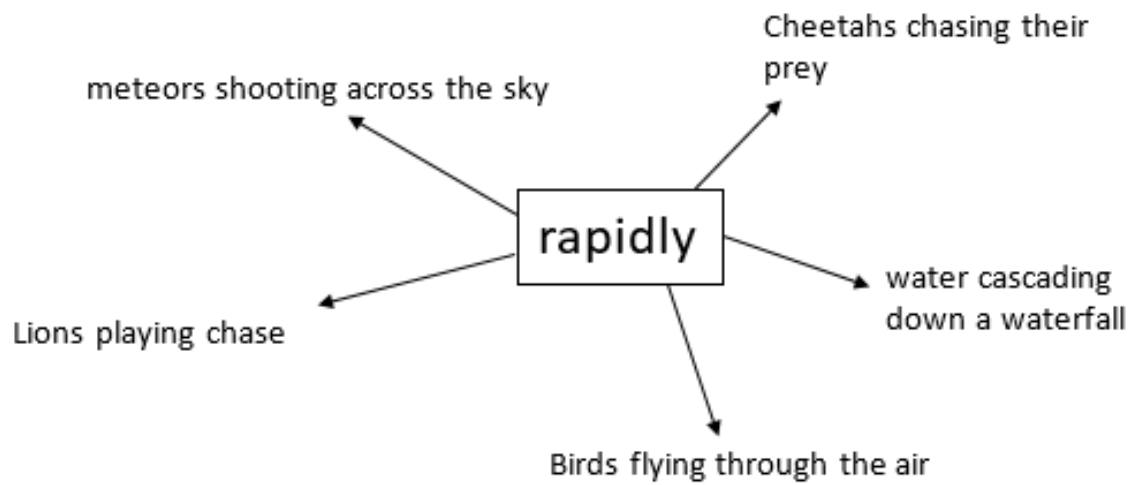 Cheetahs chasing their
prey
meteors shooting across the sky
rapidly
water cascading
down a waterfall
Lions playing chase
Birds flying through the air